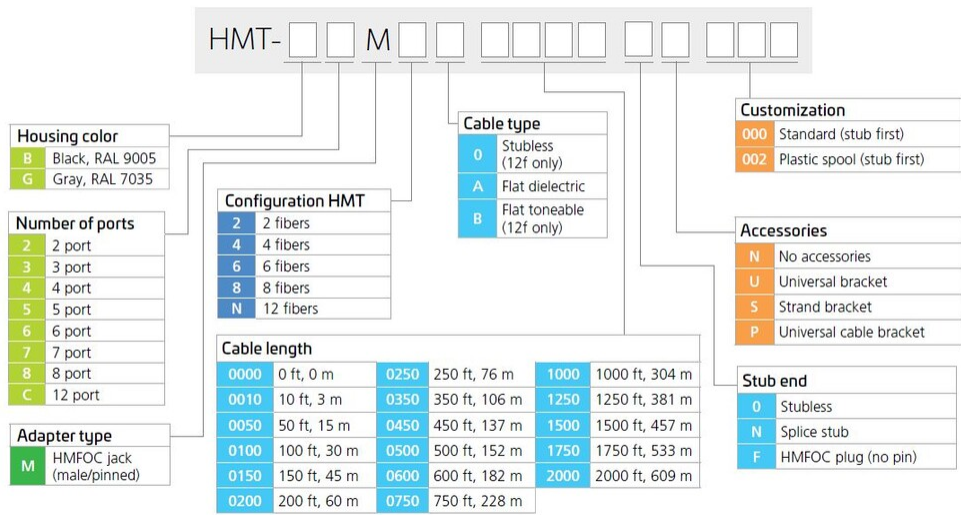 HMT- M
Housing color
B Black, RAL 9005
G Gray, RAL 7035
Number of ports
2 2 port
3 3 port
4 4 port
5 5 port
6 6 port
7 7 port
8 8 port
C 12 port
Adapter type
M HMFOC jack
(male/pinned)
Configuration HMT
2 2 fibers
4 4 fibers
6 6 fibers
8 8 fibers
N 12 fibers
Cable type
0 Stubless
(12f only)
A Flat dielectric
B Flat toneable
(12f only)
Cable length
0000 0 ft, 0 m 0250 250 ft, 76 m 1000 1000 ft, 304 m
0010 10 ft, 3 m 0350 350 ft, 106 m 1250 1250 ft, 381 m
0050 50 ft, 15 m 0450 450 ft, 137 m 1500 1500 ft, 457 m
0100 100 ft, 30 m 0500 500 ft, 152 m 1750 1750 ft, 533 m
0150 150 ft, 45 m 0600 600 ft, 182 m 2000 2000 ft, 609 m
0200 200 ft, 60 m 0750 750 ft, 228 m
Customization
000 Standard (stub first)
002 Plastic spool (stub first)
Accessories
N No accessories
U Universal bracket
S Strand bracket
P Universal cable bracket
Stub end
0 Stubless
N Splice stub
F HMFOC plug (no pin)